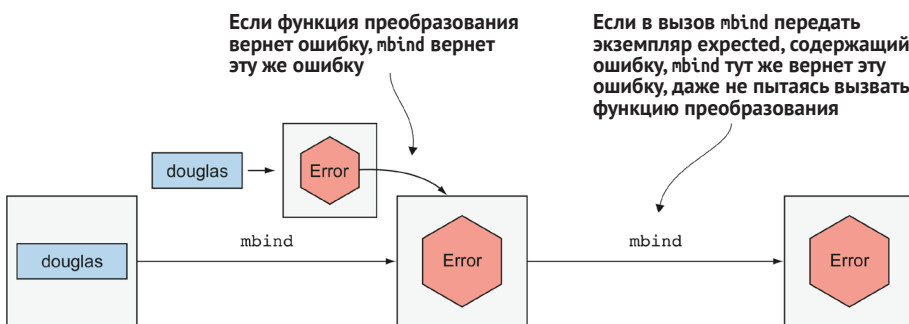 Если функция преобразования
вернет ошибку, mbind вернет
эту же ошибку
Если в вызов mbind передать
экземпляр expected, содержащий
ошибку, mbind тут же вернет эту
ошибку, даже не пытаясь вызвать
функцию преобразования
douglas
Error
douglas
mbind
Error
mbind
Error